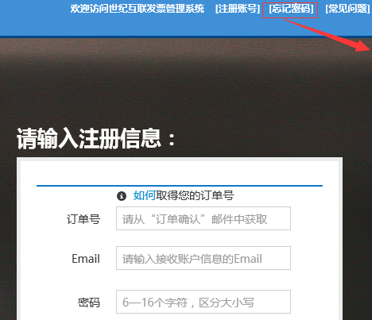 欢迎访问世纪互联发票管理系统 [注册账号] [忘记密码] [常见问题]
请输入注册信息：
如何取得您的订单号
订单号 请从“订单确认”邮件中获取
Email 请输入接收账户信息的Email
密码 6—16个字符，区分大小写